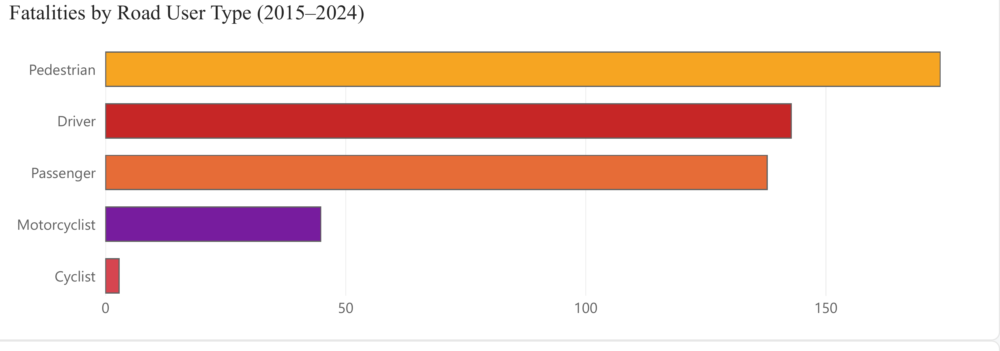 Fatalities by Road User Type (2015–2024)
Pedestrian
Driver
Passenger
Motorcyclist
Cyclist
0 50 100 150